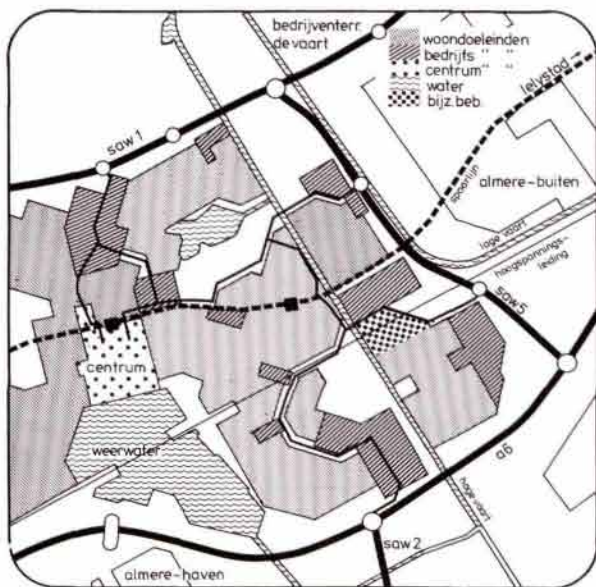 bedrijventerr.
de vaart
woondoeleinden
bedrijfs " "
centrum " "
water
bijz. beb.
lelystad
saw 1
spoorlijn
almere-buiten
lage vaart
hoogspannings-
leiding
saw 5
centrum
weerwater
a6
hoge vaart
saw 2
almere-haven